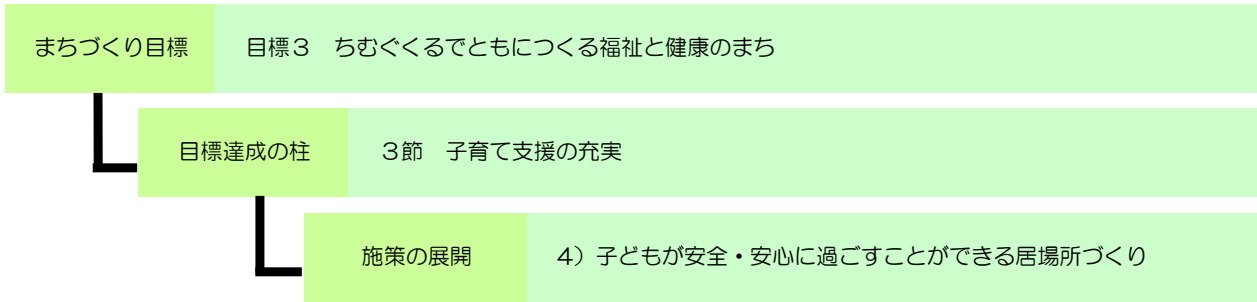 まちづくり目標　目標３　ちむぐくるでともにつくる福祉と健康のまち
目標達成の柱　３節　子育て支援の充実
施策の展開　４）子どもが安全・安心に過ごすことができる居場所づくり